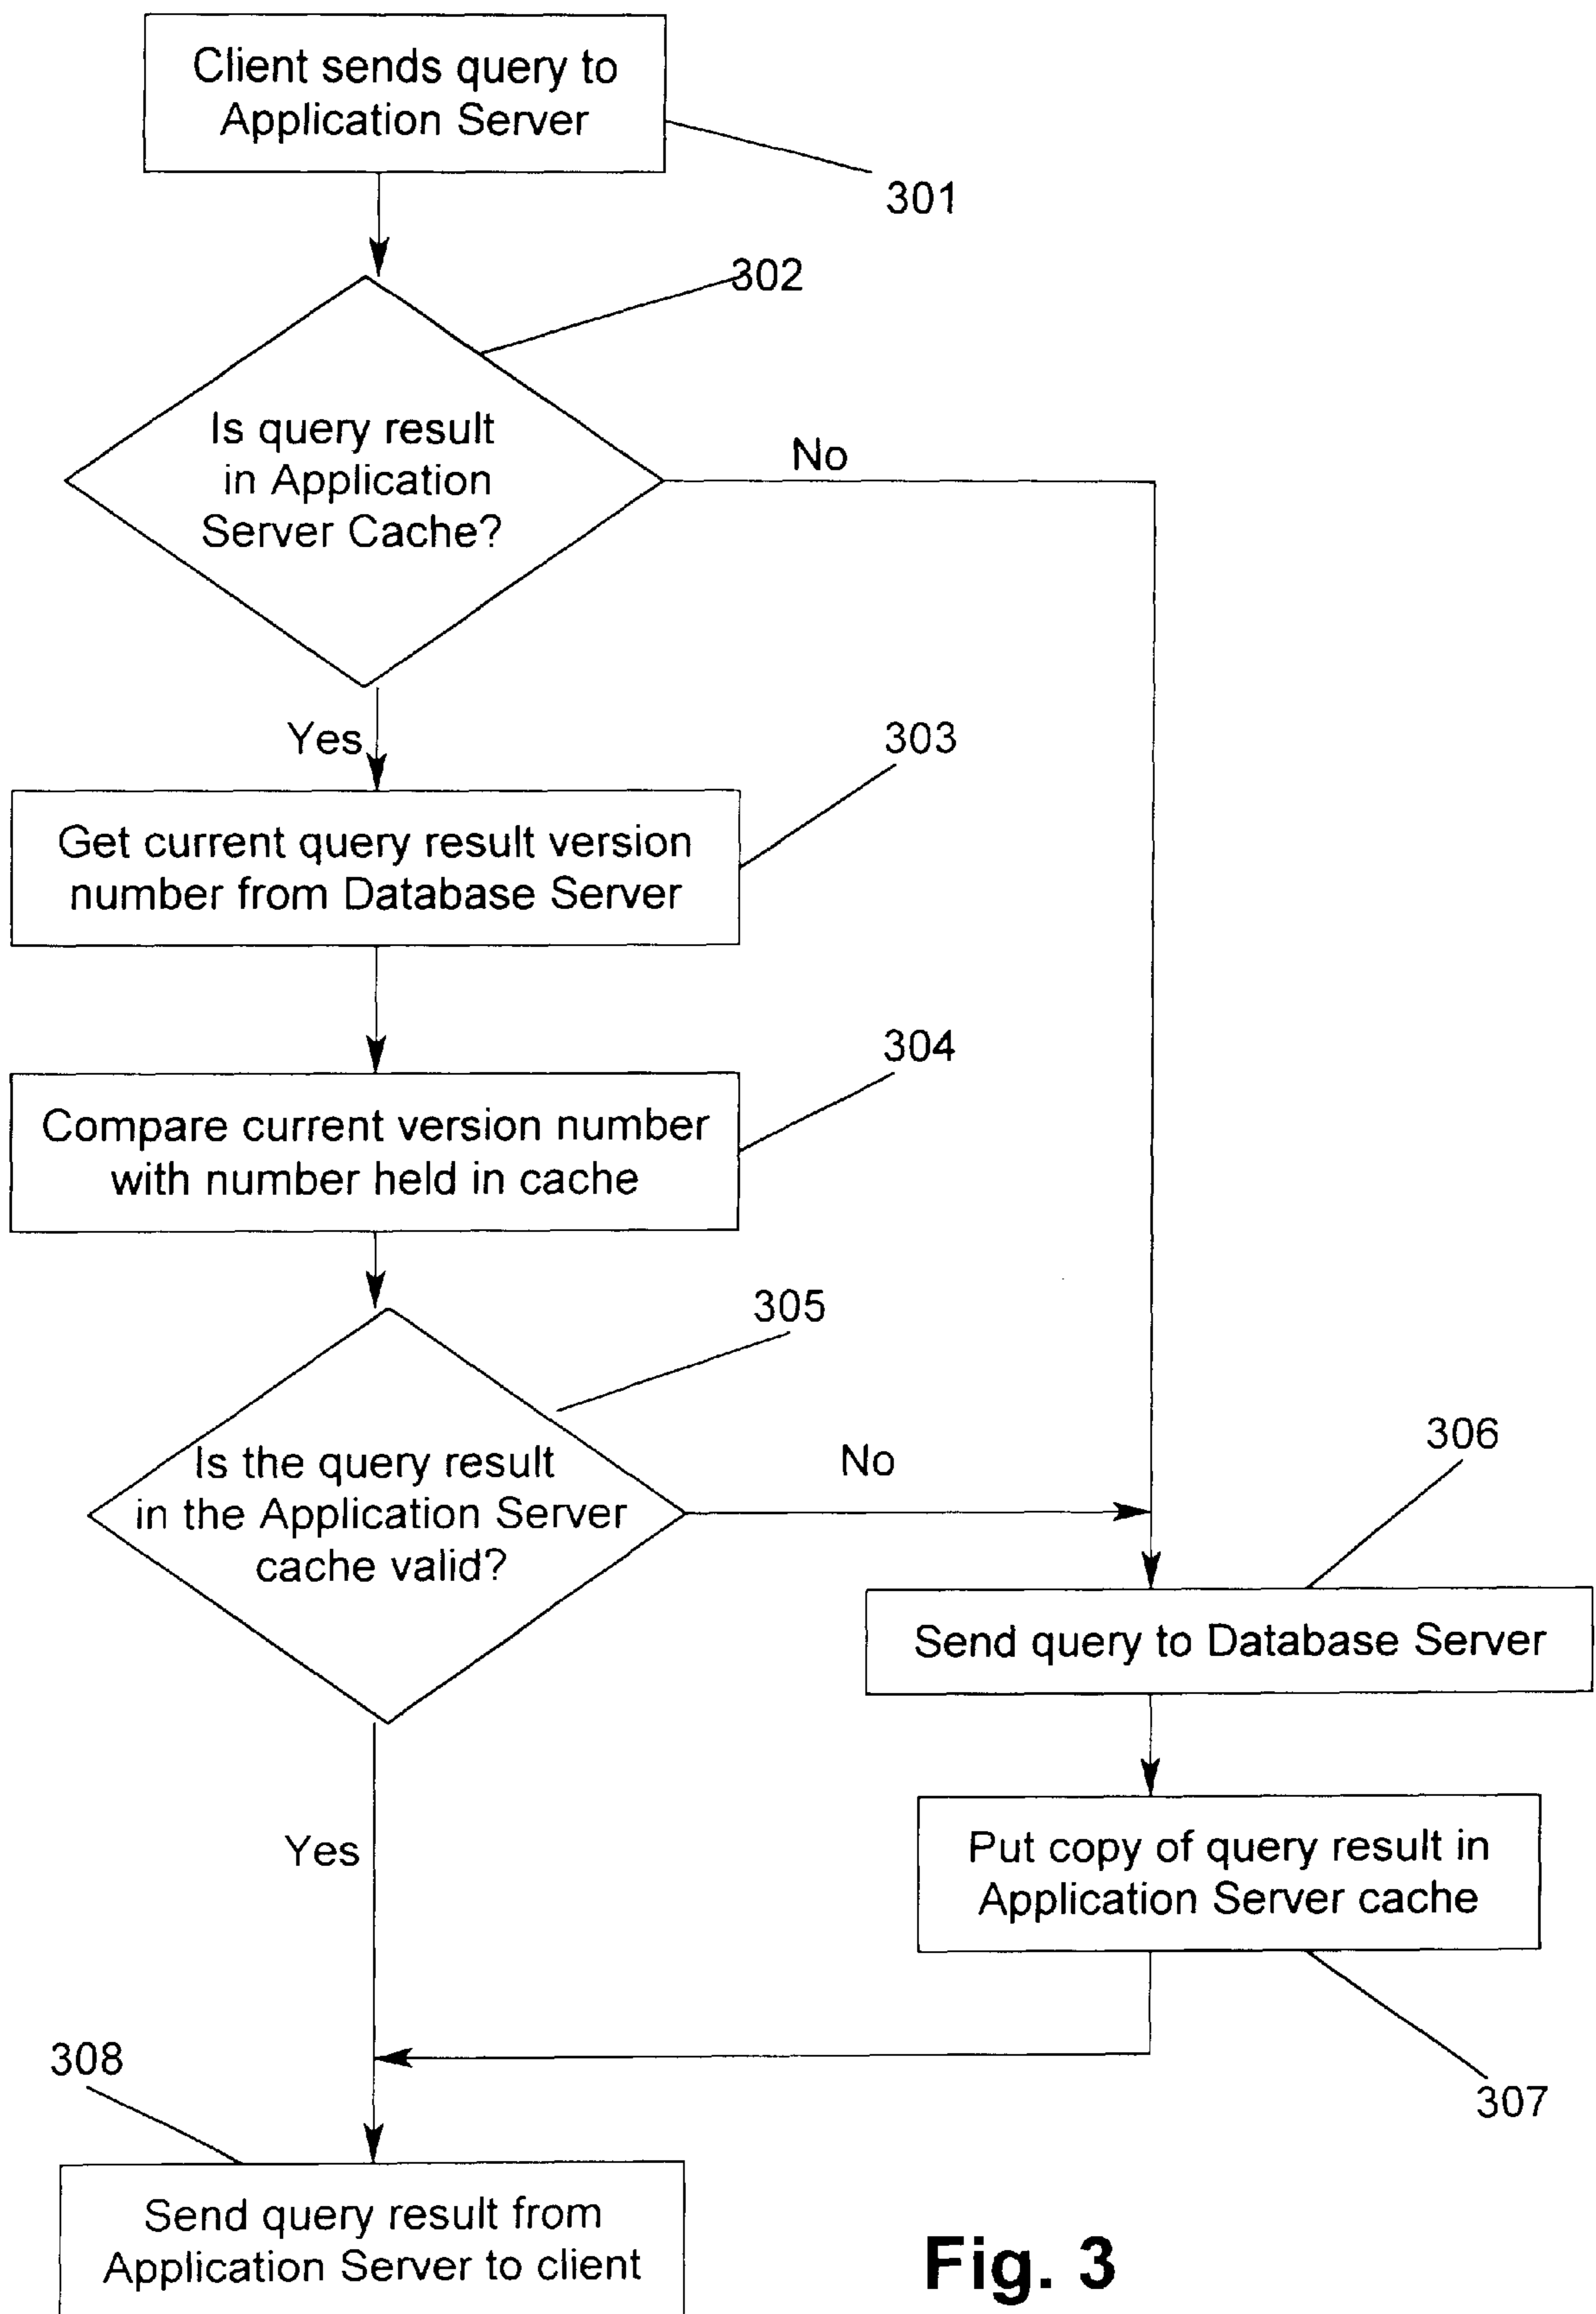 Client sends query to
Application Server
301
302
Is query result
in Application
Server Cache?
No
Yes
303
Get current query result version
number from Database Server
304
Compare current version number
with number held in cache
305
Is the query result
in the Application Server
cache valid?
No
306
Send query to Database Server
Put copy of query result in
Application Server cache
Yes
307
308
Send query result from
Application Server to client
Fig. 3